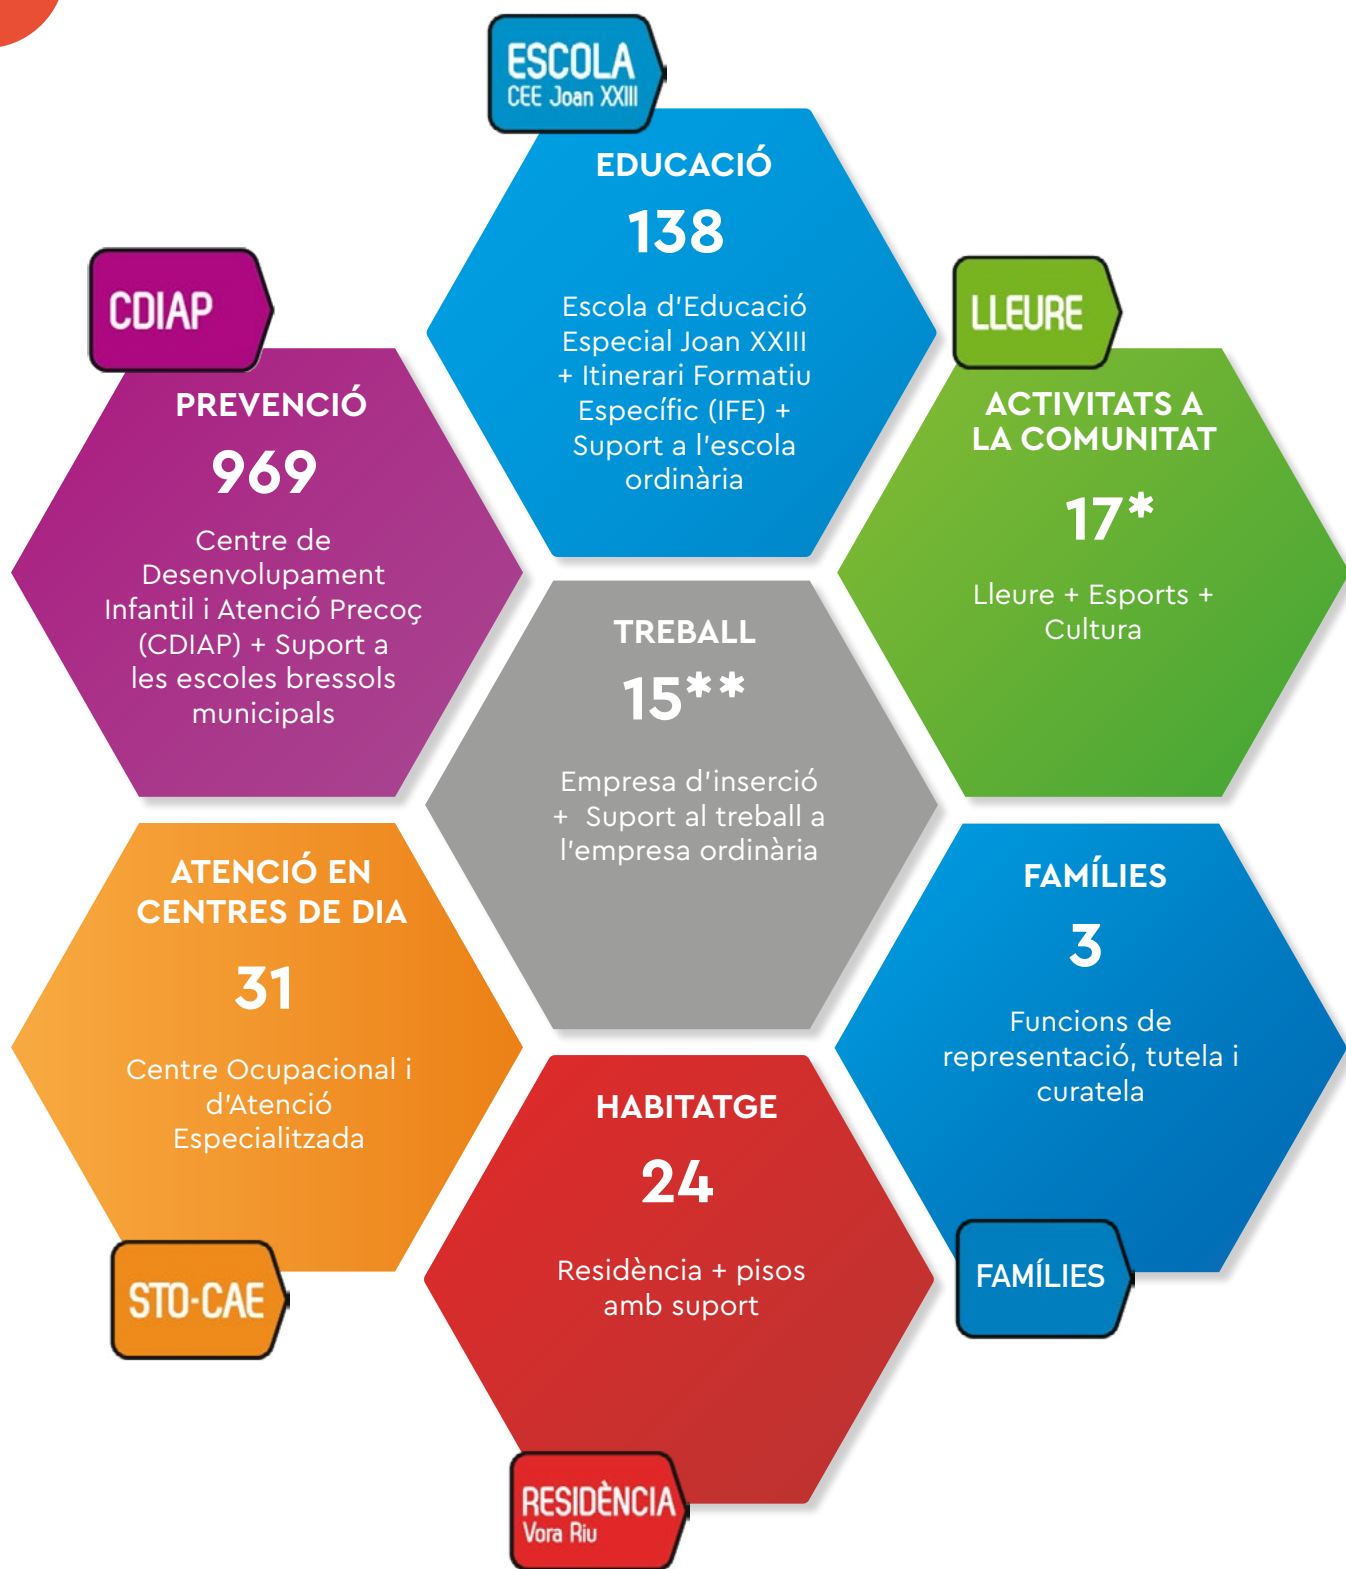 ESCOLA
CEE Joan XXIII
EDUCACIÓ
138
Escola d'Educació
Especial Joan XXIII
+ Itinerari Formatiu
Específic (IFE) +
Suport a l'escola
ordinària
CDIAP
PREVENCIÓ
969
Centre de
Desenvolupament
Infantil i Atenció Precoç
(CDIAP) + Suport a
les escoles bressols
municipals
LLEURE
ACTIVITATS A
LA COMUNITAT
17*
Lleure + Esports +
Cultura
TREBALL
15**
Empresa d'inserció
+ Suport al treball a
l'empresa ordinària
ATENCIÓ EN
CENTRES DE DIA
31
Centre Ocupacional i
d'Atenció
Especialitzada
STO-CAE
FAMÍLIES
3
Funcions de
representació, tutela i
curatela
FAMÍLIES
HABITATGE
24
Residència + pisos
amb suport
RESIDÈNCIA
Vora Riu